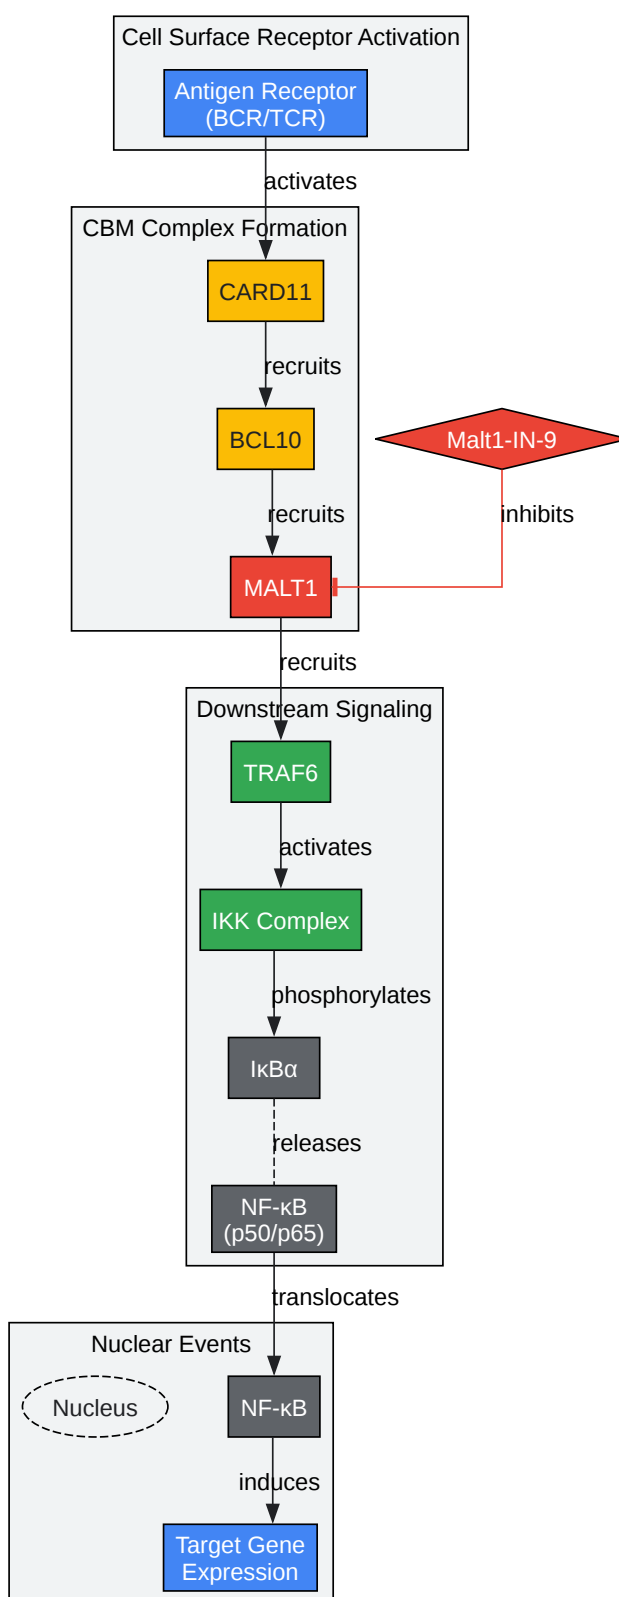 Cell Surface Receptor Activation
Antigen Receptor
(BCR/TCR)
activates
CBM Complex Formation
CARD11
recruits
BCL10
Malt1-IN-9
recruits
inhibits
MALT1
recruits
Downstream Signaling
TRAF6
activates
IKK Complex
phosphorylates
IκBα
releases
NF-κB
(p50/p65)
translocates
Nuclear Events
Nucleus
NF-κB
induces
Target Gene
Expression